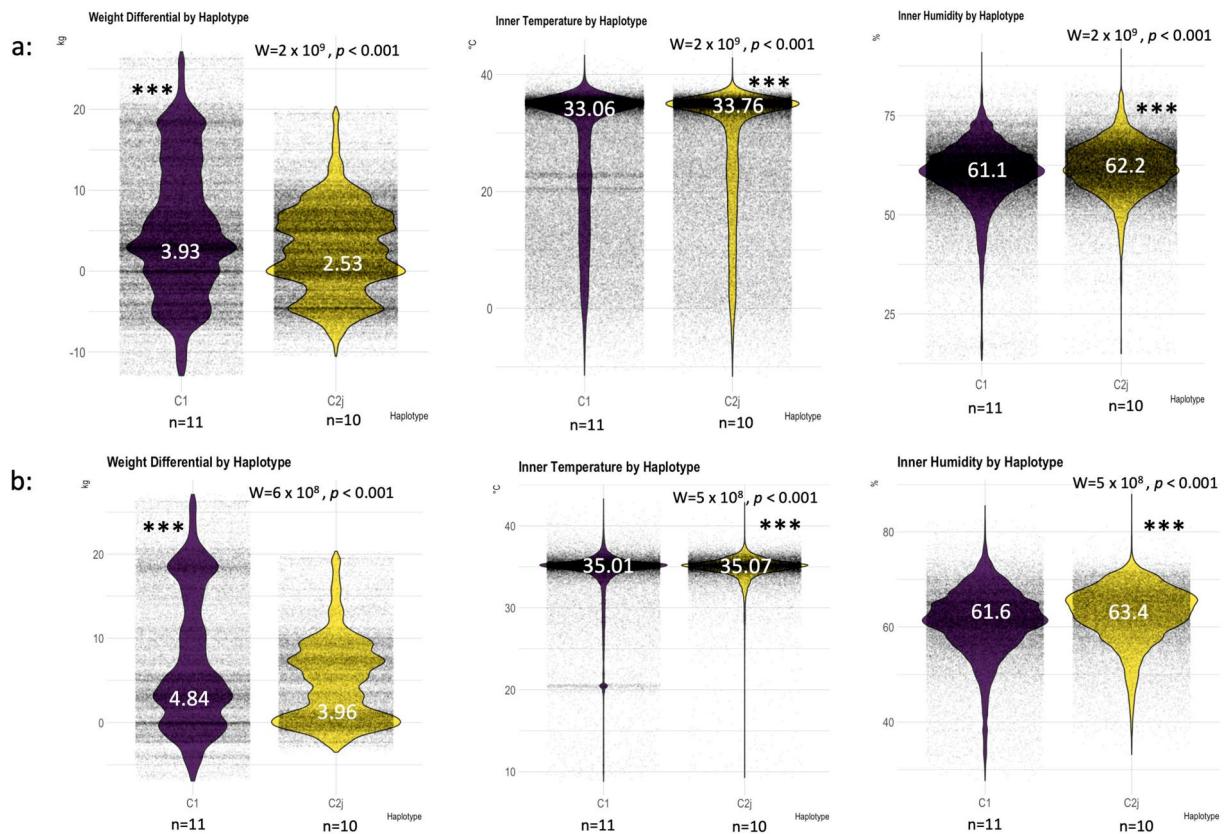 a:
Weight Differential by Haplotype
kg
W=2 x 10⁹ , p < 0.001
***
20
10
0
-10
3.93
2.53
C1
C2j
n=11
n=10
Haplotype
Inner Temperature by Haplotype
°C
W=2 x 10⁹ , p < 0.001
***
40
20
0
33.06
33.76
C1
C2j
n=11
n=10
Haplotype
Inner Humidity by Haplotype
%
W=2 x 10⁹ , p < 0.001
***
75
50
25
61.1
62.2
C1
C2j
n=11
n=10
Haplotype
b:
Weight Differential by Haplotype
kg
W=6 x 10⁸ , p < 0.001
***
20
10
0
4.84
3.96
C1
C2j
n=11
n=10
Haplotype
Inner Temperature by Haplotype
°C
W=5 x 10⁸ , p < 0.001
***
40
30
20
10
35.01
35.07
C1
C2j
n=11
n=10
Haplotype
Inner Humidity by Haplotype
%
W=5 x 10⁸ , p < 0.001
***
80
60
40
61.6
63.4
C1
C2j
n=11
n=10
Haplotype